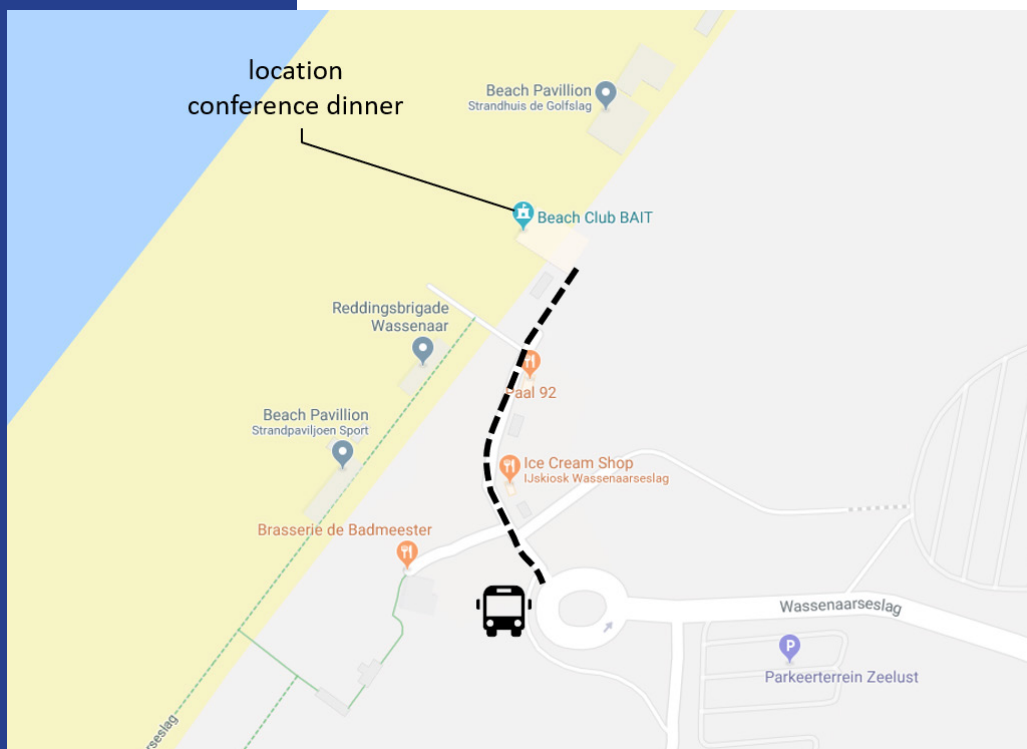 location
conference dinner
Beach Pavillion
Strandhuis de Golfslag
Beach Club BAIT
Reddingsbrigade
Wassenaar
Paal 92
Beach Pavillion
Strandpaviljoen Sport
Ice Cream Shop
IJskiosk Wassenaarseslag
Brasserie de Badmeester
Wassenaarseslag
P
Parkeerterrein Zeelust
arseslag